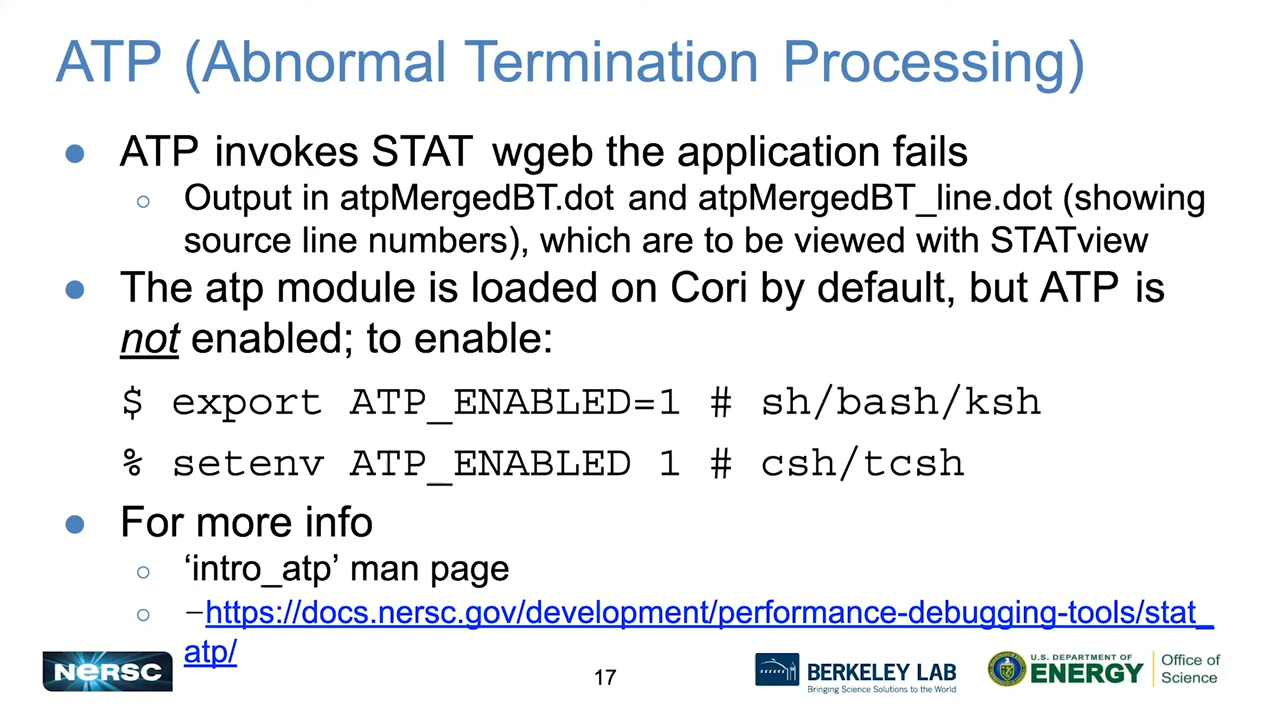 ATP (Abnormal Termination Processing)
● ATP invokes STAT wgeb the application fails
○ Output in atpMergedBT.dot and atpMergedBT_line.dot (showing
source line numbers), which are to be viewed with STATview
● The atp module is loaded on Cori by default, but ATP is
not enabled; to enable:
$ export ATP_ENABLED=1 # sh/bash/ksh
% setenv ATP_ENABLED 1 # csh/tcsh
● For more info
○ ‘intro_atp’ man page
○ –https://docs.nersc.gov/development/performance-debugging-tools/stat_
atp/
NERSC
17
BERKELEY LAB
Bringing Science Solutions to the World
U.S. DEPARTMENT OF
ENERGY
Office of
Science